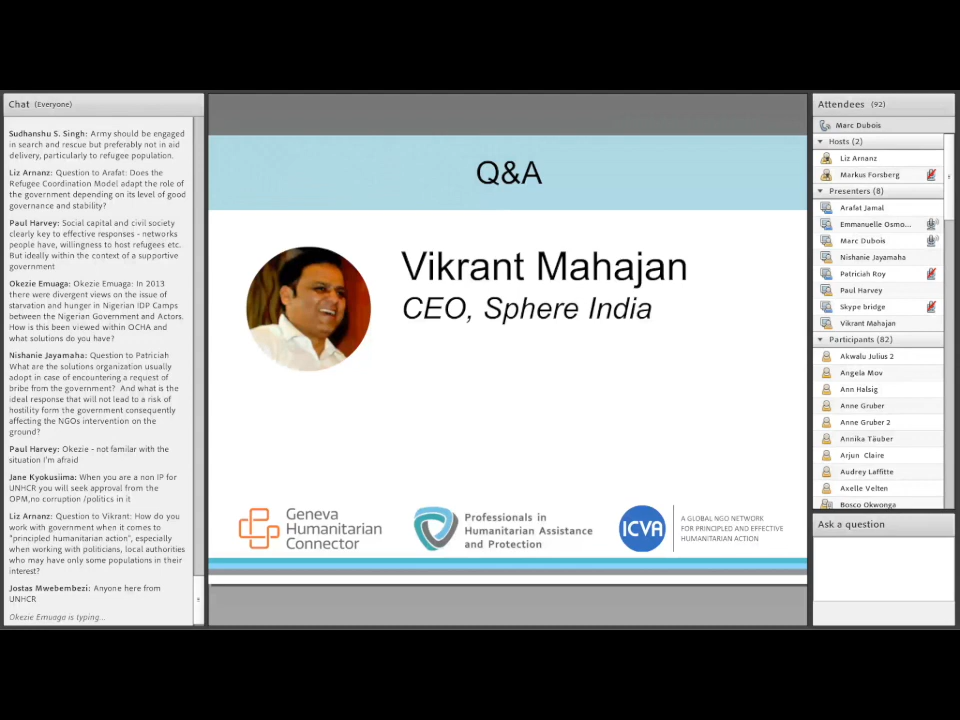 Chat (Everyone)
Sudhanshu S. Singh: Army should be engaged
in search and rescue but preferably not in aid
delivery, particularly to refugee population.
Liz Arnanz: Question to Arafat: Does the
Refugee Coordination Model adapt the role of
the government depending on its level of good
governance and stability?
Paul Harvey: Social capital and civil society
clearly key to effective responses - networks
people have, willingness to host refugees etc.
But ideally within the context of a supportive
government
Okezie Emuaga: Okezie Emuaga: In 2013
there were divergent views on the issue of
starvation and hunger in Nigerian IDP Camps
between the Nigerian Government and Actors.
How is this been viewed within OCHA and
what solutions do you have?
Nishanie Jayamaha: Question to Patriciah
What are the solutions organization usually
adopt in case of encountering a request of
bribe from the government? And what is the
ideal response that will not lead to a risk of
hostility form the government consequently
affecting the NGOs intervention on the
ground?
Paul Harvey: Okezie - not familar with the
situation I'm afraid
Jane Kyokusiima: When you are a non IP for
UNHCR you will seek approval from the
OPM,no corruption /politics in it
Liz Arnanz: Question to Vikrant: How do you
work with government when it comes to
"principled humanitarian action", especially
when working with politicians, local authorities
who may have only some populations in their
interest?
Jostas Mwebembezi: Anyone here from
UNHCR
Okezie Emuaga is typing...
Q&A
Vikrant Mahajan
CEO, Sphere India
Geneva
Humanitarian
Connector
Professionals in
Humanitarian Assistance
and Protection
ICVA
A GLOBAL NGO NETWORK
FOR PRINCIPLED AND EFFECTIVE
HUMANITARIAN ACTION
Attendees (92)
Marc Dubois
Hosts (2)
Liz Arnanz
Markus Forsberg
Presenters (8)
Arafat Jamal
Emmanuelle Osmo...
Marc Dubois
Nishanie Jayamaha
Patriciah Roy
Paul Harvey
Skype bridge
Vikrant Mahajan
Participants (82)
Akwalu Julius 2
Angela Mov
Ann Halsig
Anne Gruber
Anne Gruber 2
Annika Täuber
Arjun Claire
Audrey Laffitte
Axelle Velten
Bosco Okwonga
Ask a question